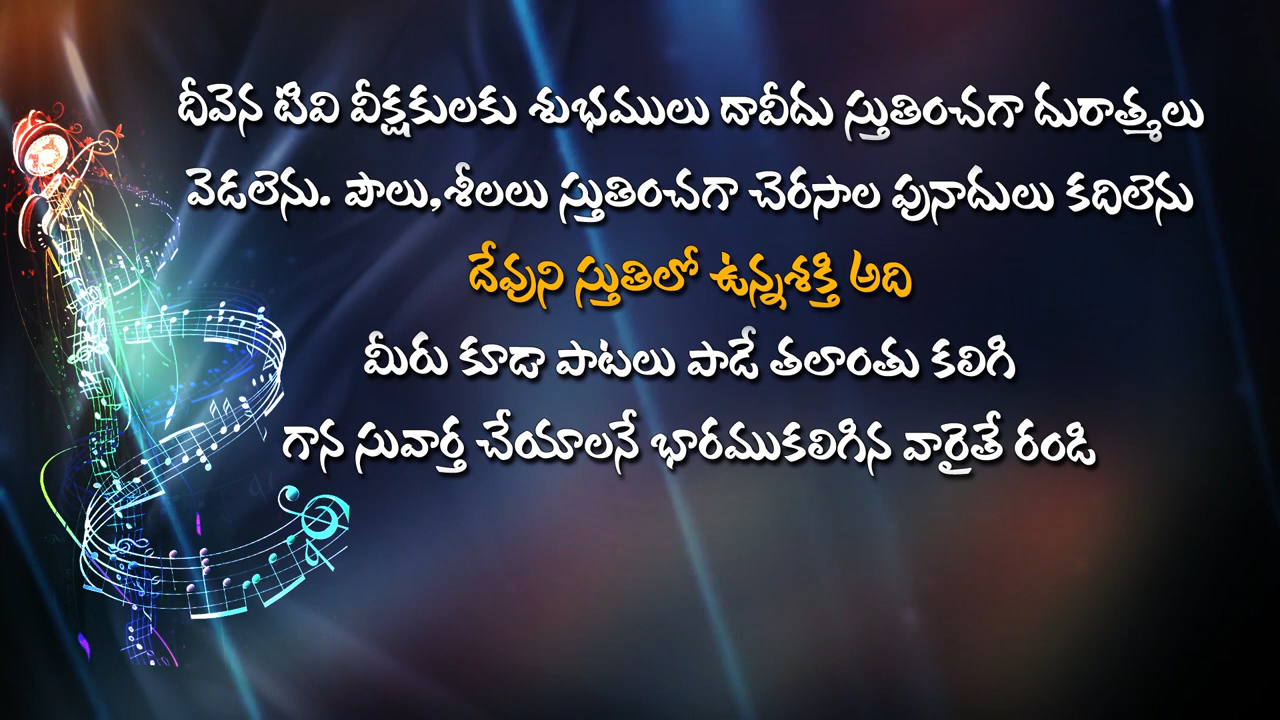 దీవెన టివి వీక్షకులకు శుభములు దావీదు స్తుతించగా దురాత్మలు
వెడలెను. పౌలు,శీలలు స్తుతించగా చెరసాల పునాదులు కదిలెను
దేవుని స్తుతిలో ఉన్నశక్తి అది
మీరు కూడా పాటలు పాడే తలాంతు కలిగి
గాన సువార్త చేయాలనే భారముకలిగిన వారైతే రండి